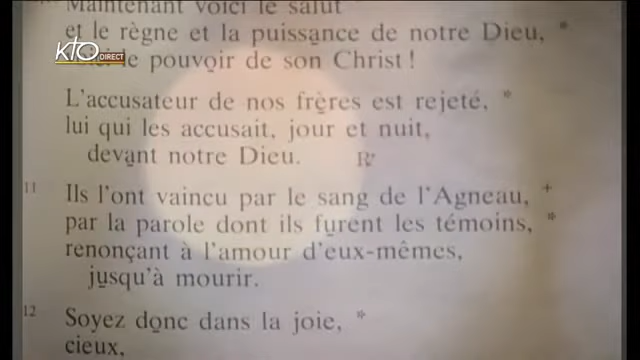 Maintenant voici le salut
et le règne et la puissance de notre Dieu, *
le pouvoir de son Christ !
L'accusateur de nos frères est rejeté, *
lui qui les accusait, jour et nuit,
devant notre Dieu. R/
11 Ils l'ont vaincu par le sang de l'Agneau, +
par la parole dont ils furent les témoins, *
renonçant à l'amour d'eux-mêmes,
jusqu'à mourir.
12 Soyez donc dans la joie, *
cieux,
KTO
DIRECT